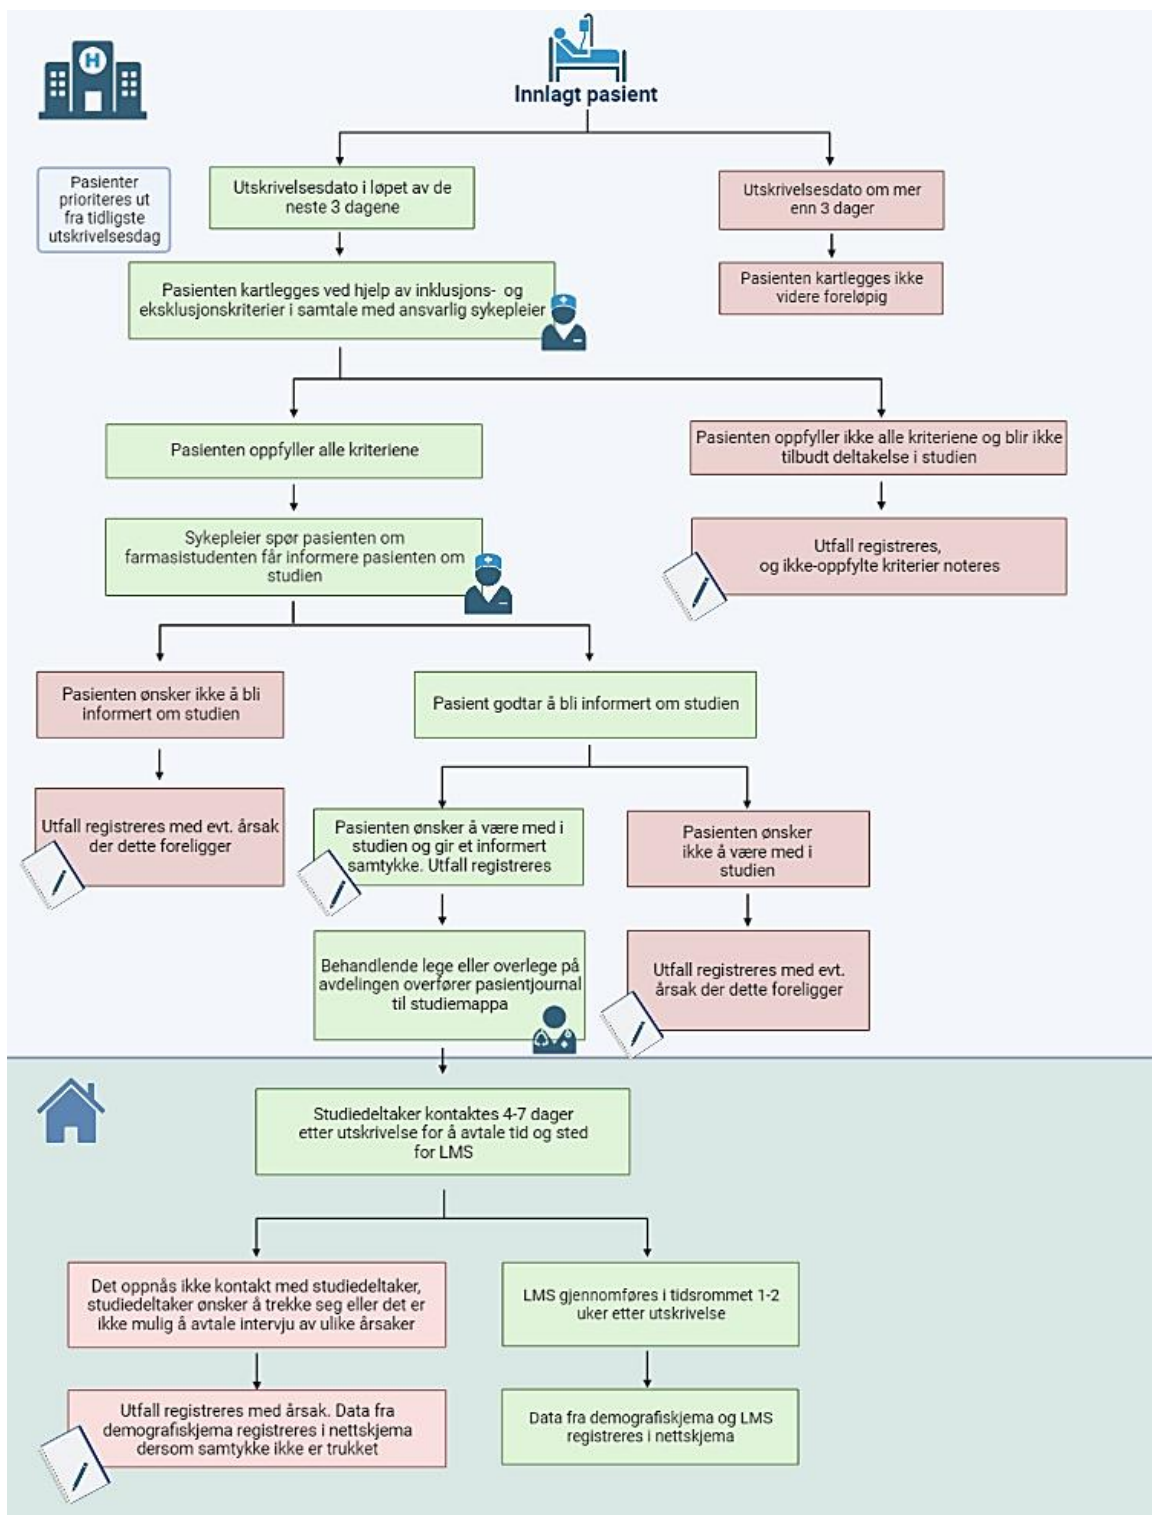 H
Innlagt pasient
Pasienter
prioriteres ut
fra tidligste
utskrivelsesdag
Utskrivelsesdato i løpet av de
neste 3 dagene
Utskrivelsesdato om mer
enn 3 dager
Pasienten kartlegges ved hjelp av inklusjons- og
eksklusjonskriterier i samtale med ansvarlig sykepleier
Pasienten kartlegges ikke
videre foreløpig
Pasienten oppfyller alle kriteriene
Pasienten oppfyller ikke alle kriteriene og blir ikke
tilbudt deltakelse i studien
Sykepleier spør pasienten om
farmasistudenten får informere pasienten om
studien
Utfall registreres,
og ikke-oppfylte kriterier noteres
Pasienten ønsker ikke å bli
informert om studien
Pasient godtar å bli informert om studien
Utfall registreres med evt. årsak
der dette foreligger
Pasienten ønsker å være med i
studien og gir et informert
samtykke. Utfall registreres
Pasienten ønsker
ikke å være med i
studien
Behandlende lege eller overlege på
avdelingen overfører pasientjournal
til studiemappa
Utfall registreres med evt.
årsak der dette foreligger
Studiedeltaker kontaktes 4-7 dager
etter utskrivelse for å avtale tid og sted
for LMS
Det oppnås ikke kontakt med studiedeltaker,
studiedeltaker ønsker å trekke seg eller det er
ikke mulig å avtale intervju av ulike årsaker
LMS gjennomføres i tidsrommet 1-2
uker etter utskrivelse
Utfall registreres med årsak. Data fra
demografiskjema registreres i nettskjema
dersom samtykke ikke er trukket
Data fra demografiskjema og LMS
registreres i nettskjema